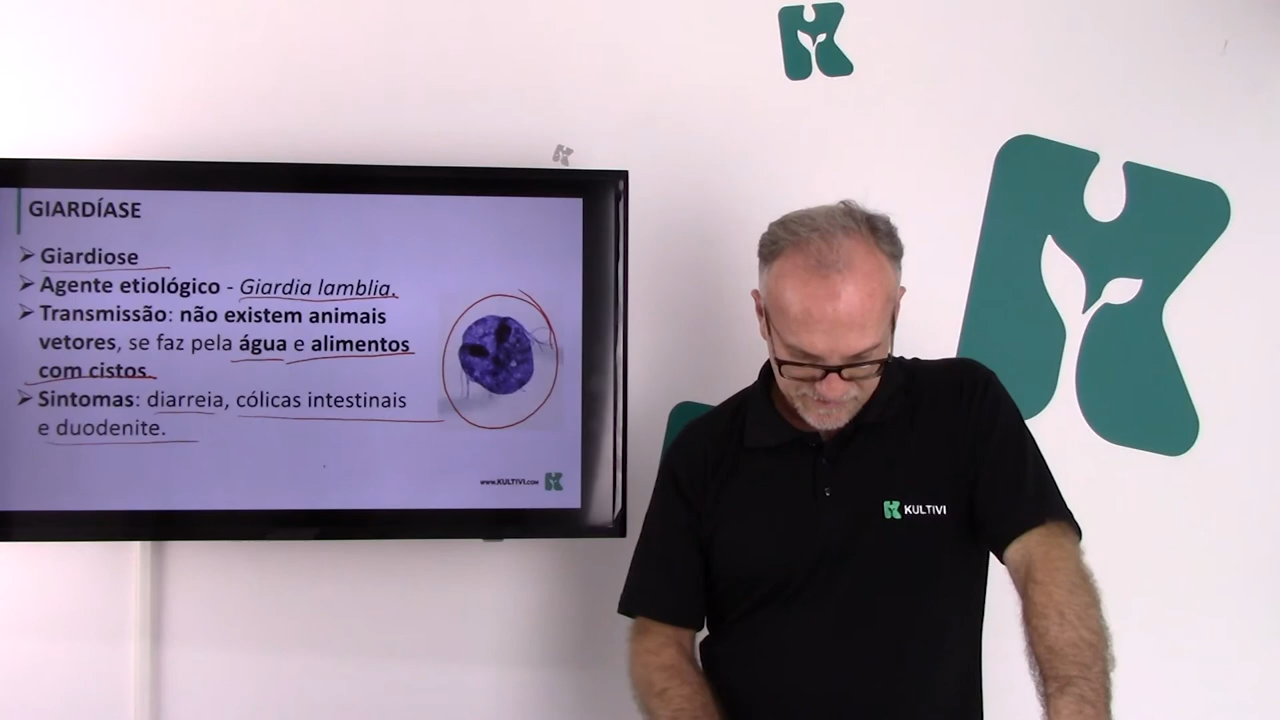 GIARDÍASE
➢ Giardiose
➢ Agente etiológico - Giardia lamblia.
➢ Transmissão: não existem animais
vetores, se faz pela água e alimentos
com cistos.
➢ Sintomas: diarreia, cólicas intestinais
e duodenite.
www.KULTIVI.com
KULTIVI